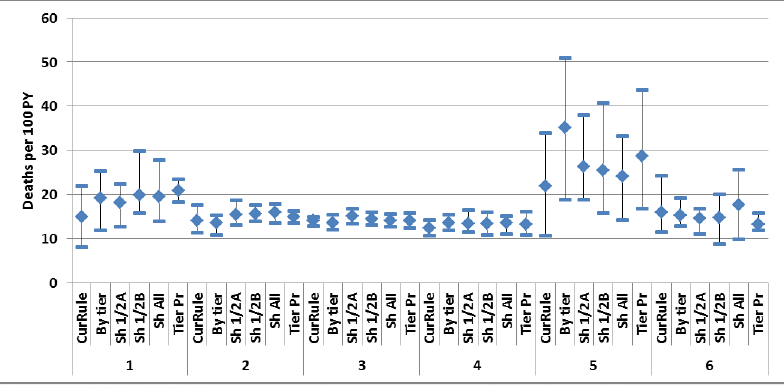 60
50
40
30
20
10
0
Deaths per 100 PY
CurRule By tier Sh 1/2A Sh 1/2B Sh All Tier Pr CurRule By tier Sh 1/2A Sh 1/2B Sh All Tier Pr CurRule By tier Sh 1/2A Sh 1/2B Sh All Tier Pr CurRule By tier Sh 1/2A Sh 1/2B Sh All Tier Pr CurRule By tier Sh 1/2A Sh 1/2B Sh All Tier Pr CurRule By tier Sh 1/2A Sh 1/2B Sh All Tier Pr
1 2 3 4 5 6